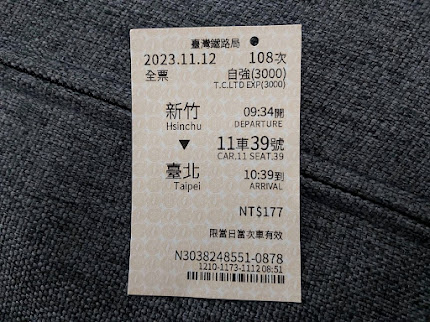 臺灣鐵路局
2023.11.12 108次
全票 自強(3000)
T.C.LTD EXP(3000)
新竹 09:34開
Hsinchu DEPARTURE
▼ 11車39號
CAR.11 SEAT.39
臺北 10:39到
Taipei ARRIVAL
NT$177
限當日當次車有效
N3038248551-0878
1210-1173-1112 08:51